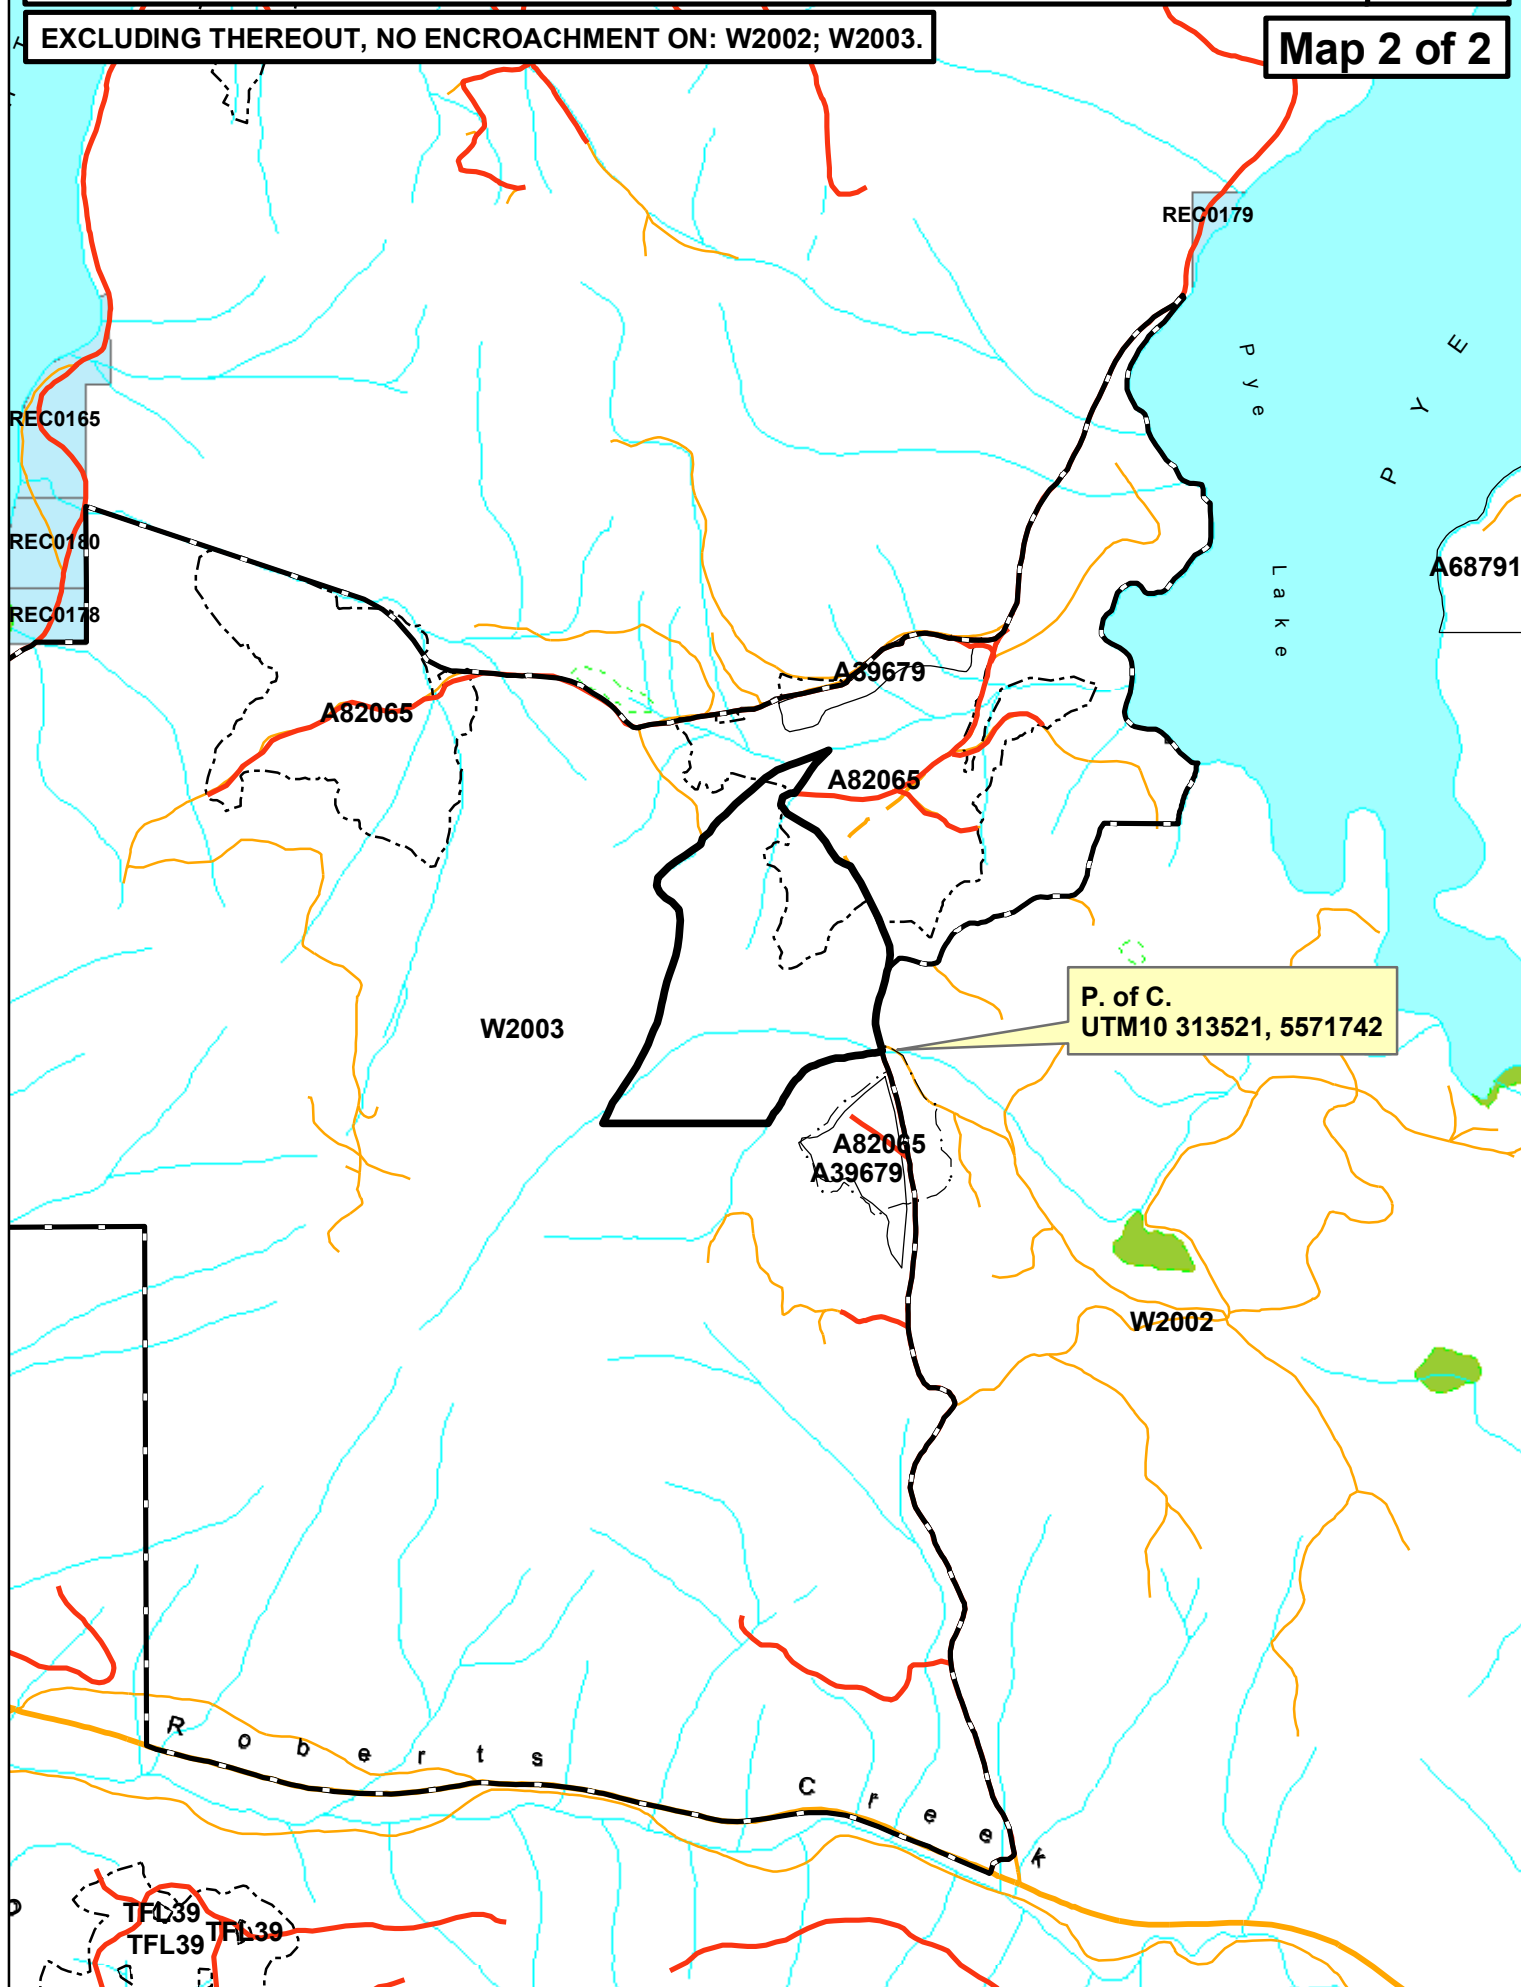 EXCLUDING THEREOUT, NO ENCROACHMENT ON: W2002; W2003.
Map 2 of 2
REC0179
Pye Lake
PYE
REC0165
REC0180
REC0178
A68791
A39679
A82065
A82065
P. of C.
UTM10 313521, 5571742
W2003
A82065
A39679
W2002
Roberts Creek
TFL39
TFL39
TFL39